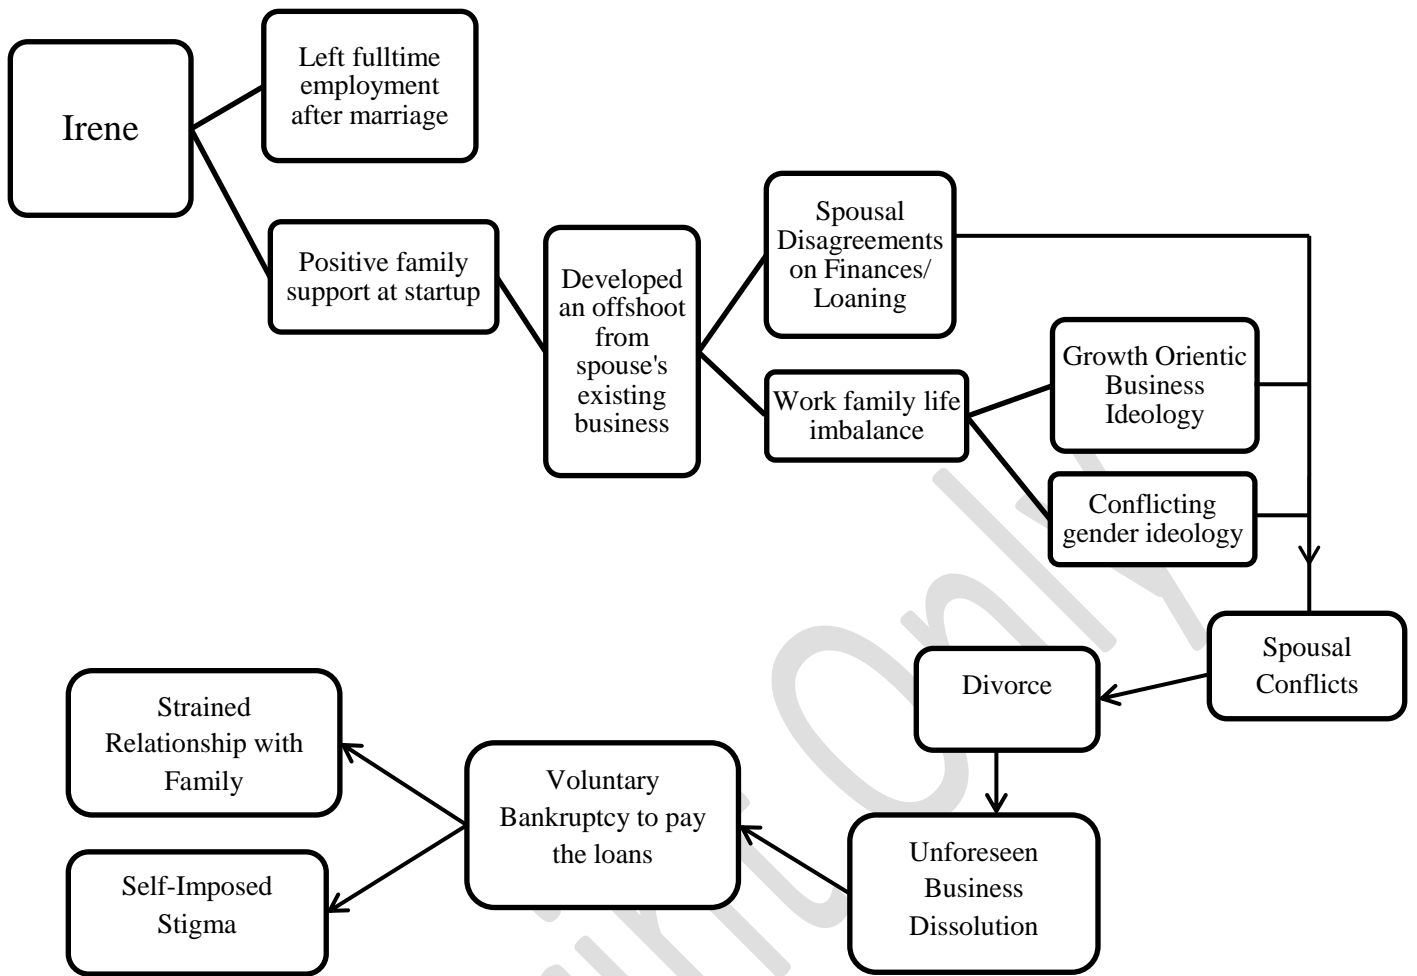 Irene
Left fulltime
employment
after marriage
Positive family
support at startup
Developed
an offshoot
from
spouse's
existing
business
Spousal
Disagreements
on Finances/
Loaning
Work family life
imbalance
Growth Orientic
Business
Ideology
Conflicting
gender ideology
Spousal
Conflicts
Divorce
Unforeseen
Business
Dissolution
Voluntary
Bankruptcy to pay
the loans
Strained
Relationship with
Family
Self-Imposed
Stigma
Only